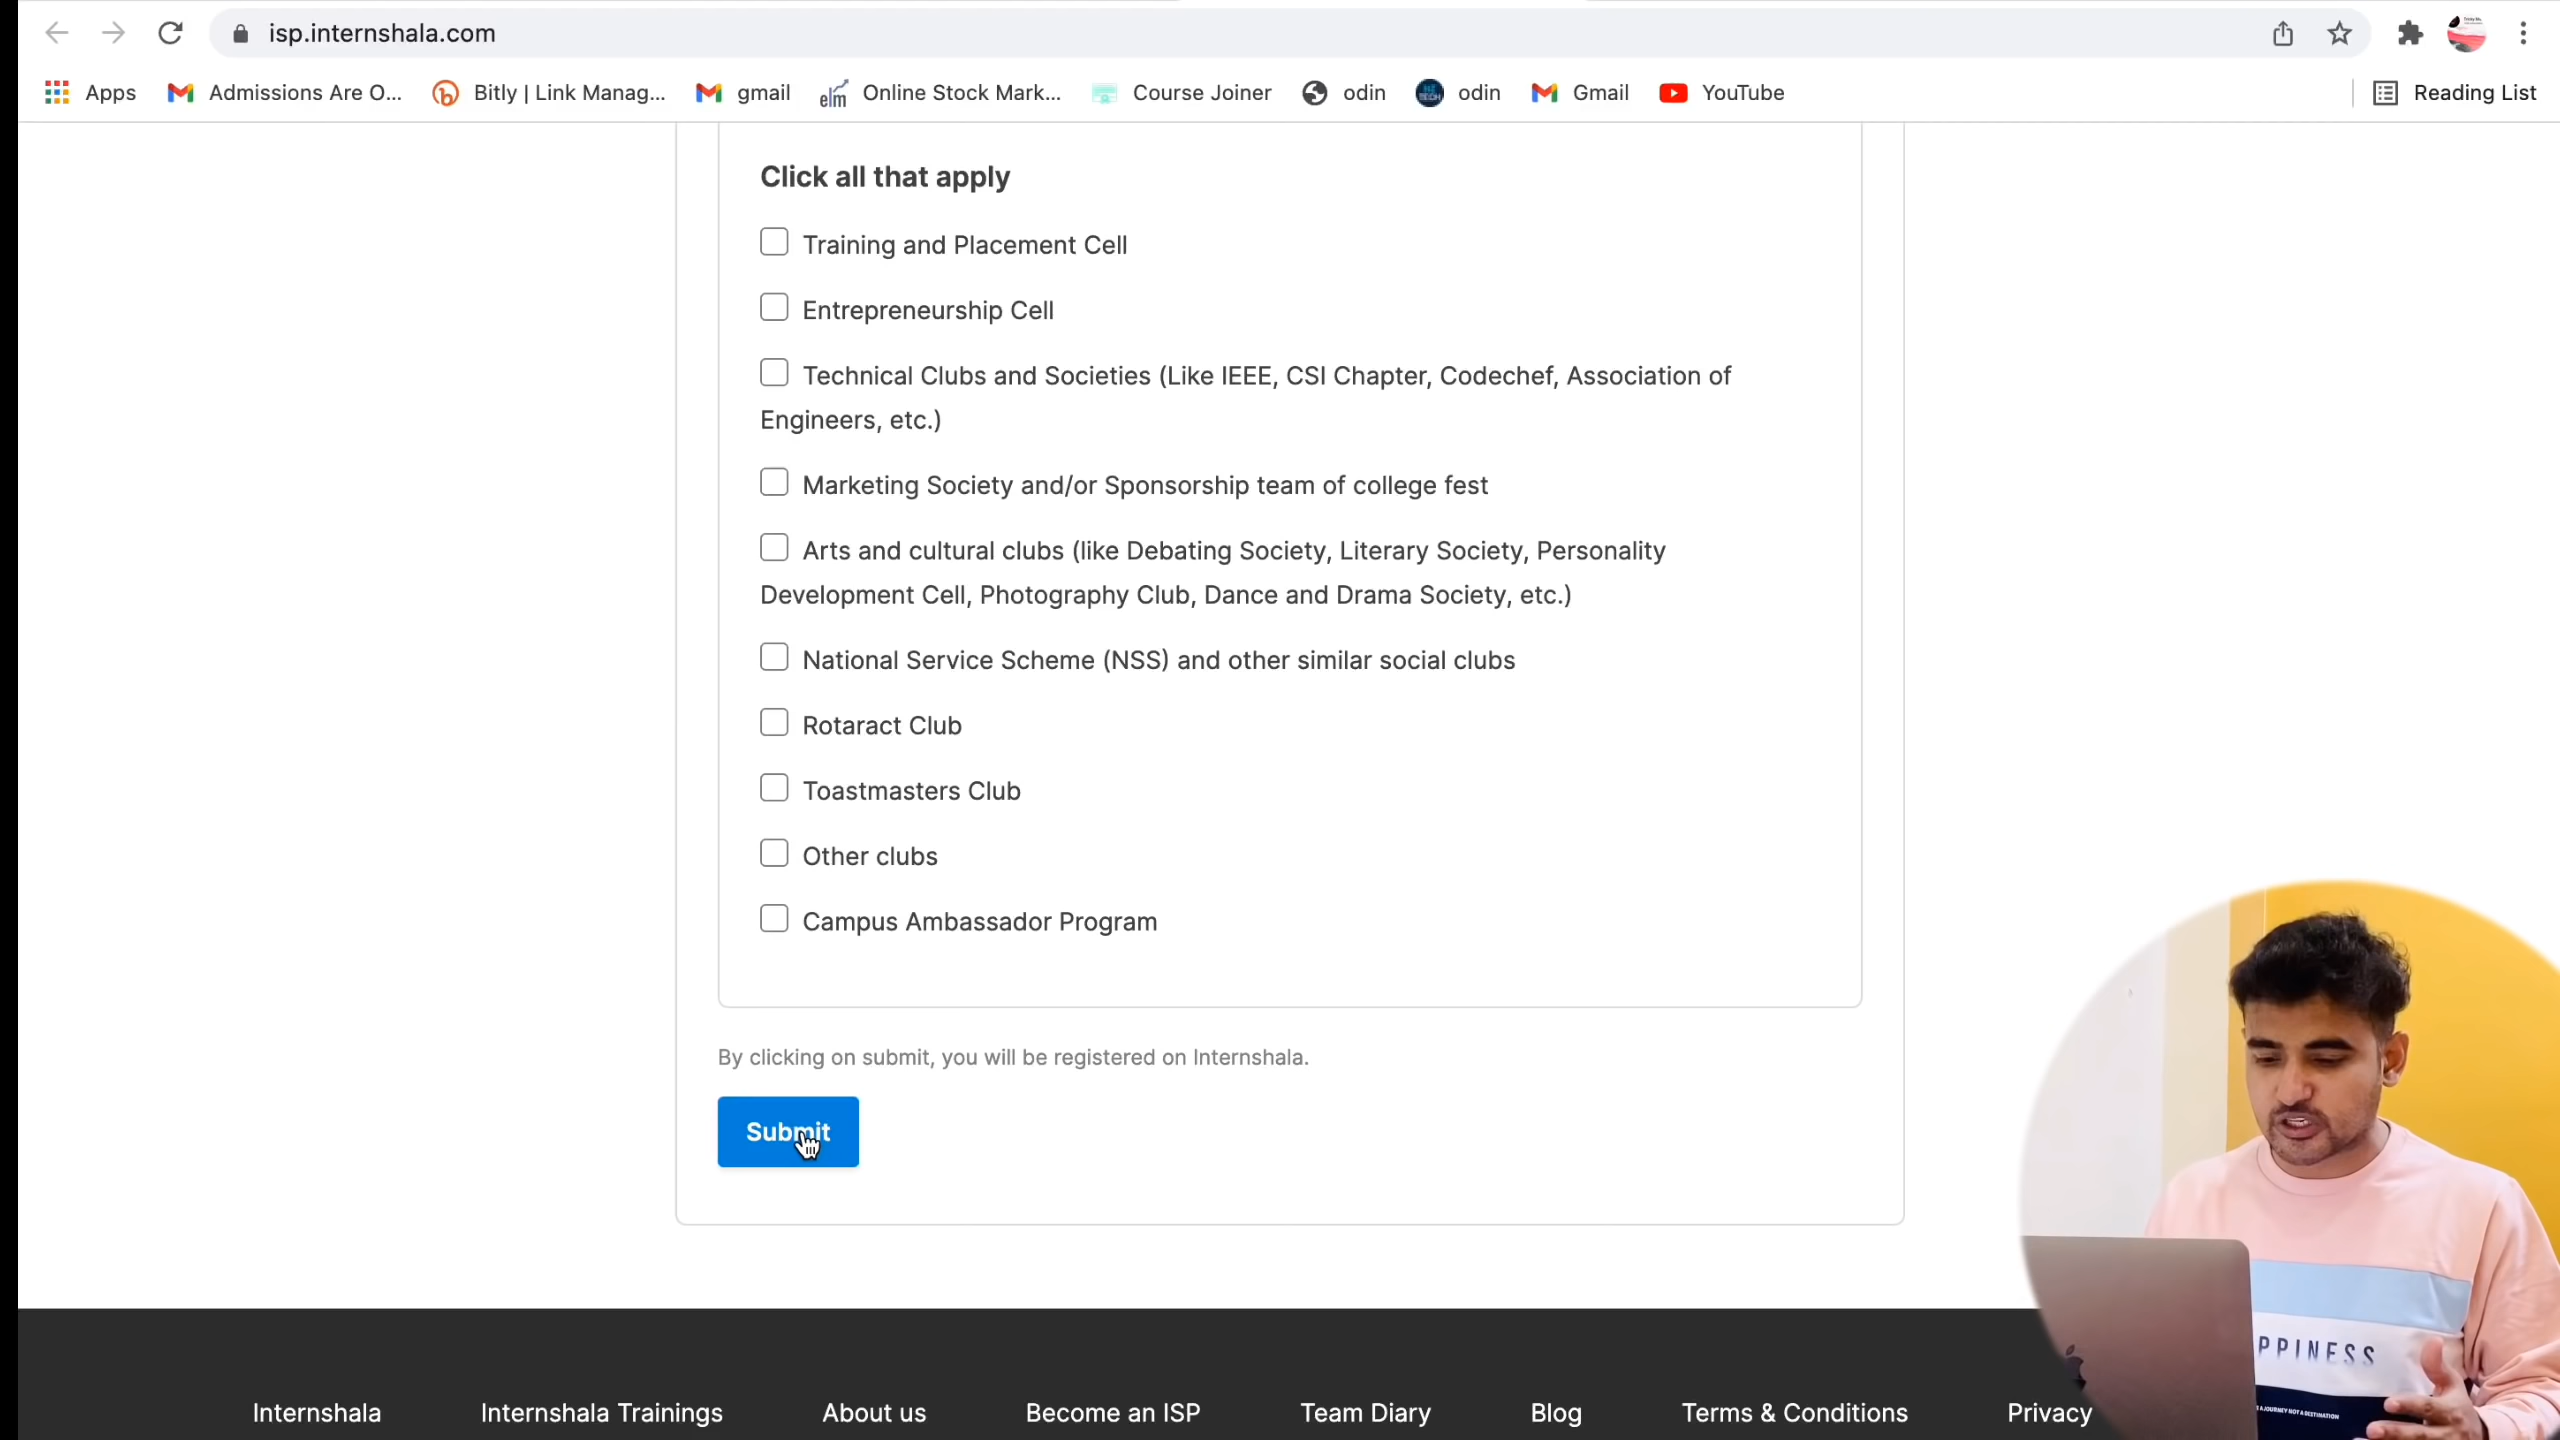 isp.internshala.com
Apps Admissions Are O... Bitly | Link Manag... gmail elm Online Stock Mark... Course Joiner odin odin Gmail YouTube Reading List
Click all that apply
Training and Placement Cell
Entrepreneurship Cell
Technical Clubs and Societies (Like IEEE, CSI Chapter, Codechef, Association of
Engineers, etc.)
Marketing Society and/or Sponsorship team of college fest
Arts and cultural clubs (like Debating Society, Literary Society, Personality
Development Cell, Photography Club, Dance and Drama Society, etc.)
National Service Scheme (NSS) and other similar social clubs
Rotaract Club
Toastmasters Club
Other clubs
Campus Ambassador Program
By clicking on submit, you will be registered on Internshala.
Submit
PPINESS
A JOURNEY NOT A DESTINATION
Internshala Internshala Trainings About us Become an ISP Team Diary Blog Terms & Conditions Privacy